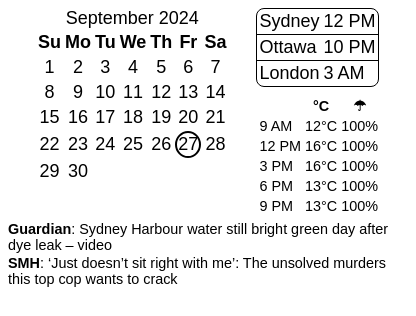 September 2024
Su Mo Tu We Th Fr Sa
1 2 3 4 5 6 7
8 9 10 11 12 13 14
15 16 17 18 19 20 21
22 23 24 25 26 27 28
29 30
Sydney 12 PM
Ottawa 10 PM
London 3 AM
°C ☂
9 AM 12°C 100%
12 PM 16°C 100%
3 PM 16°C 100%
6 PM 13°C 100%
9 PM 13°C 100%
Guardian: Sydney Harbour water still bright green day after
dye leak – video
SMH: ‘Just doesn’t sit right with me’: The unsolved murders
this top cop wants to crack